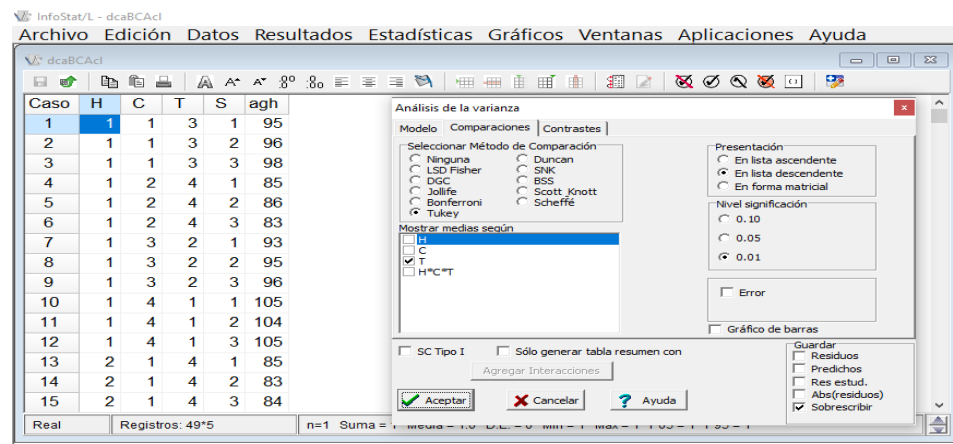 InfoStat/L - dcaBCAcl
Archivo Edición Datos Resultados Estadísticas Gráficos Ventanas Aplicaciones Ayuda
dcaBCAcl
Caso H C T S agh
1 1 1 3 1 95
2 1 1 3 2 96
3 1 1 3 3 98
4 1 2 4 1 85
5 1 2 4 2 86
6 1 2 4 3 83
7 1 3 2 1 93
8 1 3 2 2 95
9 1 3 2 3 96
10 1 4 1 1 105
11 1 4 1 2 104
12 1 4 1 3 105
13 2 1 4 1 85
14 2 1 4 2 83
15 2 1 4 3 84
Análisis de la varianza
Modelo Comparaciones Contrastes
Seleccionar Método de Comparación
Ninguna Duncan
LSD Fisher SNK
DGC BSS
Jollife Scott_Knott
Bonferroni Scheffé
Tukey
Mostrar medias según
H
C
T
H*C*T
Presentación
En lista ascendente
En lista descendente
En forma matricial
Nivel significación
0.10
0.05
0.01
Error
Gráfico de barras
SC Tipo I Sólo generar tabla resumen con
Agregar Interacciones
Aceptar Cancelar Ayuda
Guardar
Residuos
Predichos
Res estud.
Abs(residuos)
Sobrescribir
Real Registros: 49*5 n=1 Suma =